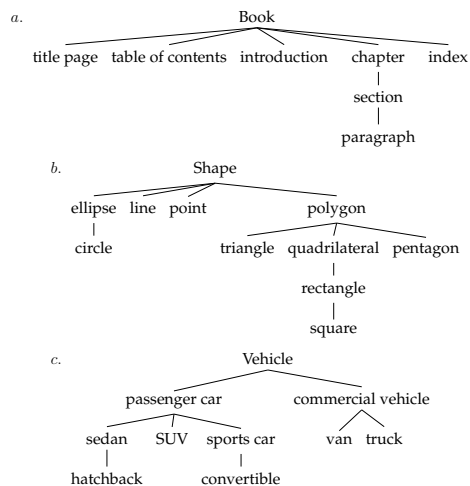 a. Book
title page table of contents introduction chapter index
section
paragraph
b. Shape
ellipse line point polygon
circle triangle quadrilateral pentagon
rectangle
square
c. Vehicle
passenger car commercial vehicle
sedan SUV sports car van truck
hatchback convertible